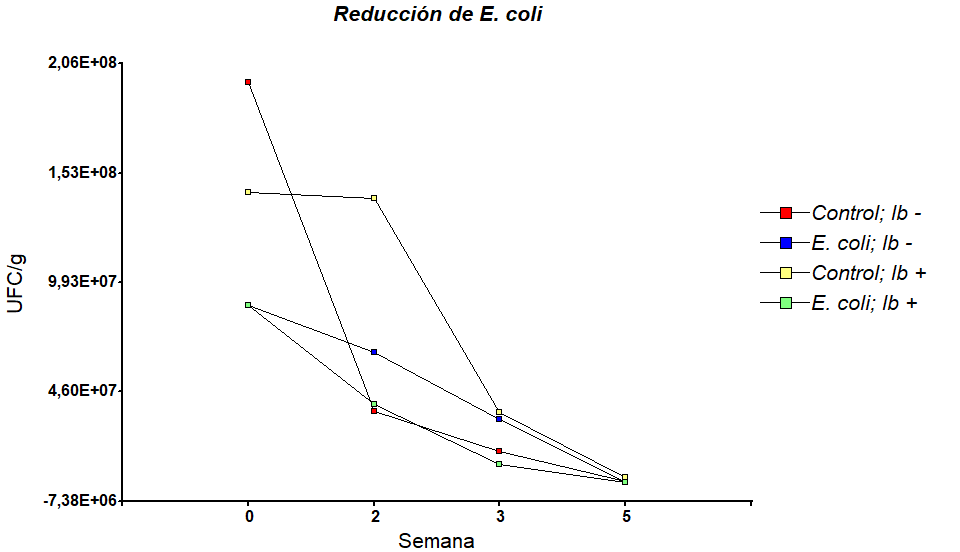 Reducción de E. coli
2,06E+08
1,53E+08
9,93E+07
4,60E+07
-7,38E+06
UFC/g
0 2 3 5
Semana
Control; lb -
E. coli; lb -
Control; lb +
E. coli; lb +